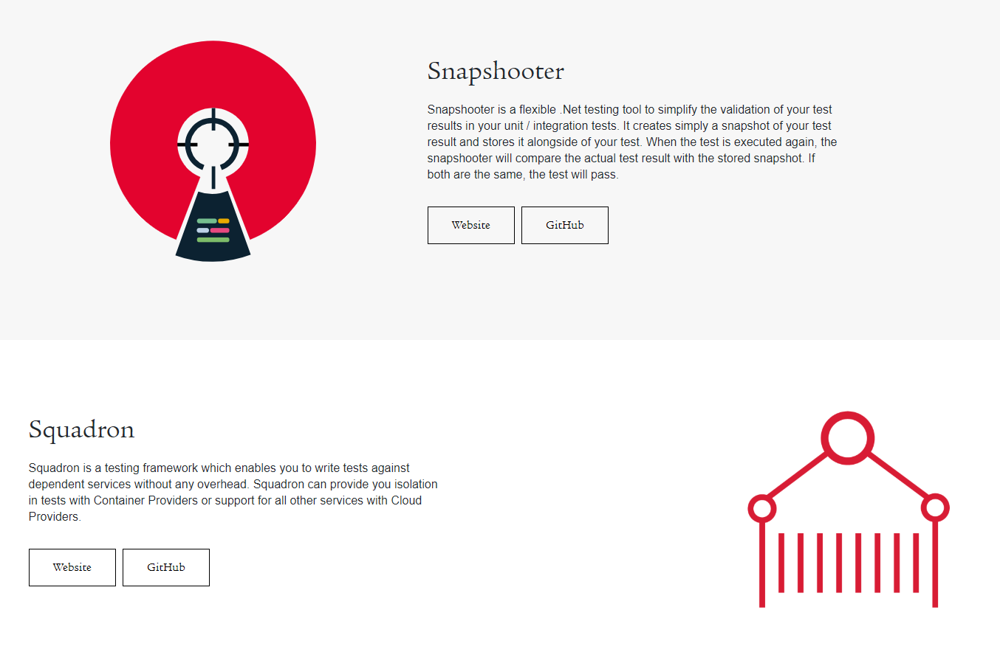 Snapshooter
Snapshooter is a flexible .Net testing tool to simplify the validation of your test
results in your unit / integration tests. It creates simply a snapshot of your test
result and stores it alongside of your test. When the test is executed again, the
snapshooter will compare the actual test result with the stored snapshot. If
both are the same, the test will pass.
Website GitHub
Squadron
Squadron is a testing framework which enables you to write tests against
dependent services without any overhead. Squadron can provide you isolation
in tests with Container Providers or support for all other services with Cloud
Providers.
Website GitHub